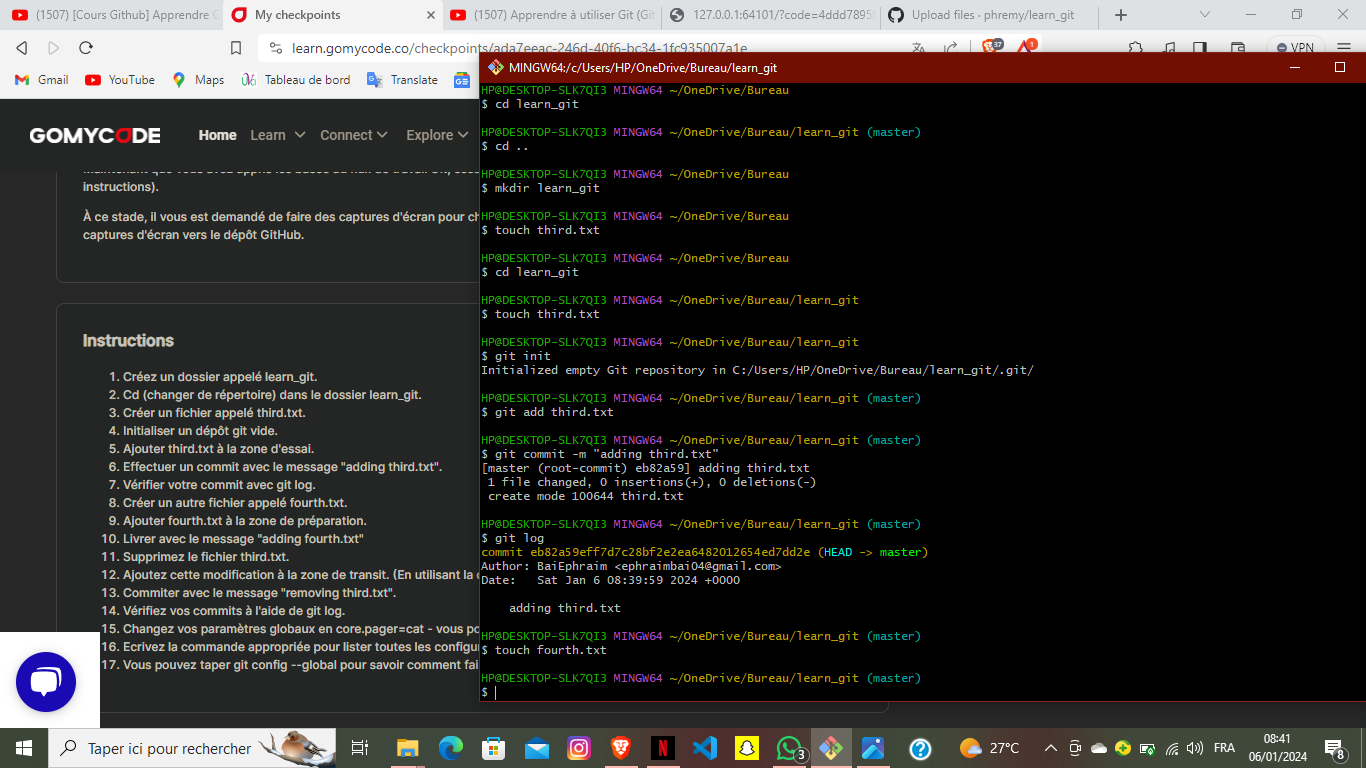 (1507) [Cours Github] Apprendre G
My checkpoints
(1507) Apprendre à utiliser Git (Git
127.0.0.1:64101/?code=4ddd7895
Upload files · phremy/learn_git
learn.gomycode.co/checkpoints/ada7eeac-246d-40f6-bc34-1fc935007a1e
37
1
VPN
Gmail
YouTube
Maps
Tableau de bord
Translate
MINGW64:/c/Users/HP/OneDrive/Bureau/learn_git
GOMYCODE
Home
Learn
Connect
Explore
instructions).
À ce stade, il vous est demandé de faire des captures d'écran pour ch
captures d'écran vers le dépôt GitHub.
Instructions
1. Créez un dossier appelé learn_git.
2. Cd (changer de répertoire) dans le dossier learn_git.
3. Créer un fichier appelé third.txt.
4. Initialiser un dépôt git vide.
5. Ajouter third.txt à la zone d'essai.
6. Effectuer un commit avec le message "adding third.txt".
7. Vérifier votre commit avec git log.
8. Créer un autre fichier appelé fourth.txt.
9. Ajouter fourth.txt à la zone de préparation.
10. Livrer avec le message "adding fourth.txt"
11. Supprimez le fichier third.txt.
12. Ajoutez cette modification à la zone de transit. (En utilisant la c
13. Commiter avec le message "removing third.txt".
14. Vérifiez vos commits à l'aide de git log.
15. Changez vos paramètres globaux en core.pager=cat - vous po
16. Ecrivez la commande appropriée pour lister toutes les configur
17. Vous pouvez taper git config --global pour savoir comment fai
HP@DESKTOP-SLK7QI3 MINGW64 ~/OneDrive/Bureau
$ cd learn_git
HP@DESKTOP-SLK7QI3 MINGW64 ~/OneDrive/Bureau/learn_git (master)
$ cd ..
HP@DESKTOP-SLK7QI3 MINGW64 ~/OneDrive/Bureau
$ mkdir learn_git
HP@DESKTOP-SLK7QI3 MINGW64 ~/OneDrive/Bureau
$ touch third.txt
HP@DESKTOP-SLK7QI3 MINGW64 ~/OneDrive/Bureau
$ cd learn_git
HP@DESKTOP-SLK7QI3 MINGW64 ~/OneDrive/Bureau/learn_git
$ touch third.txt
HP@DESKTOP-SLK7QI3 MINGW64 ~/OneDrive/Bureau/learn_git
$ git init
Initialized empty Git repository in C:/Users/HP/OneDrive/Bureau/learn_git/.git/
HP@DESKTOP-SLK7QI3 MINGW64 ~/OneDrive/Bureau/learn_git (master)
$ git add third.txt
HP@DESKTOP-SLK7QI3 MINGW64 ~/OneDrive/Bureau/learn_git (master)
$ git commit -m "adding third.txt"
[master (root-commit) eb82a59] adding third.txt
1 file changed, 0 insertions(+), 0 deletions(-)
create mode 100644 third.txt
HP@DESKTOP-SLK7QI3 MINGW64 ~/OneDrive/Bureau/learn_git (master)
$ git log
commit eb82a59eff7d7c28bf2e2ea6482012654ed7dd2e (HEAD -> master)
Author: BaiEphraim <ephraimbai04@gmail.com>
Date: Sat Jan 6 08:39:59 2024 +0000
adding third.txt
HP@DESKTOP-SLK7QI3 MINGW64 ~/OneDrive/Bureau/learn_git (master)
$ touch fourth.txt
HP@DESKTOP-SLK7QI3 MINGW64 ~/OneDrive/Bureau/learn_git (master)
$
Taper ici pour rechercher
3
27°C
FRA
08:41
06/01/2024
8